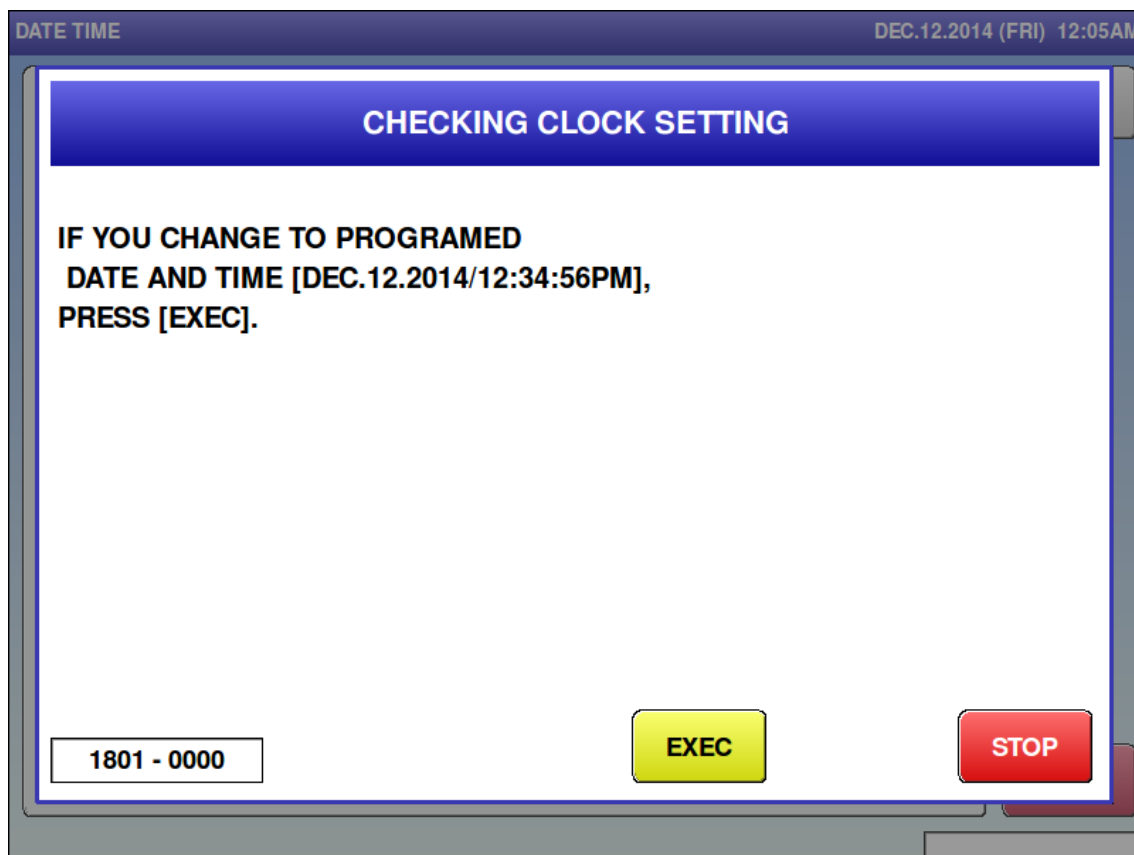 DATE TIME
DEC.12.2014 (FRI) 12:05AM
CHECKING CLOCK SETTING
IF YOU CHANGE TO PROGRAMED
DATE AND TIME [DEC.12.2014/12:34:56PM],
PRESS [EXEC].
1801 - 0000
EXEC
STOP